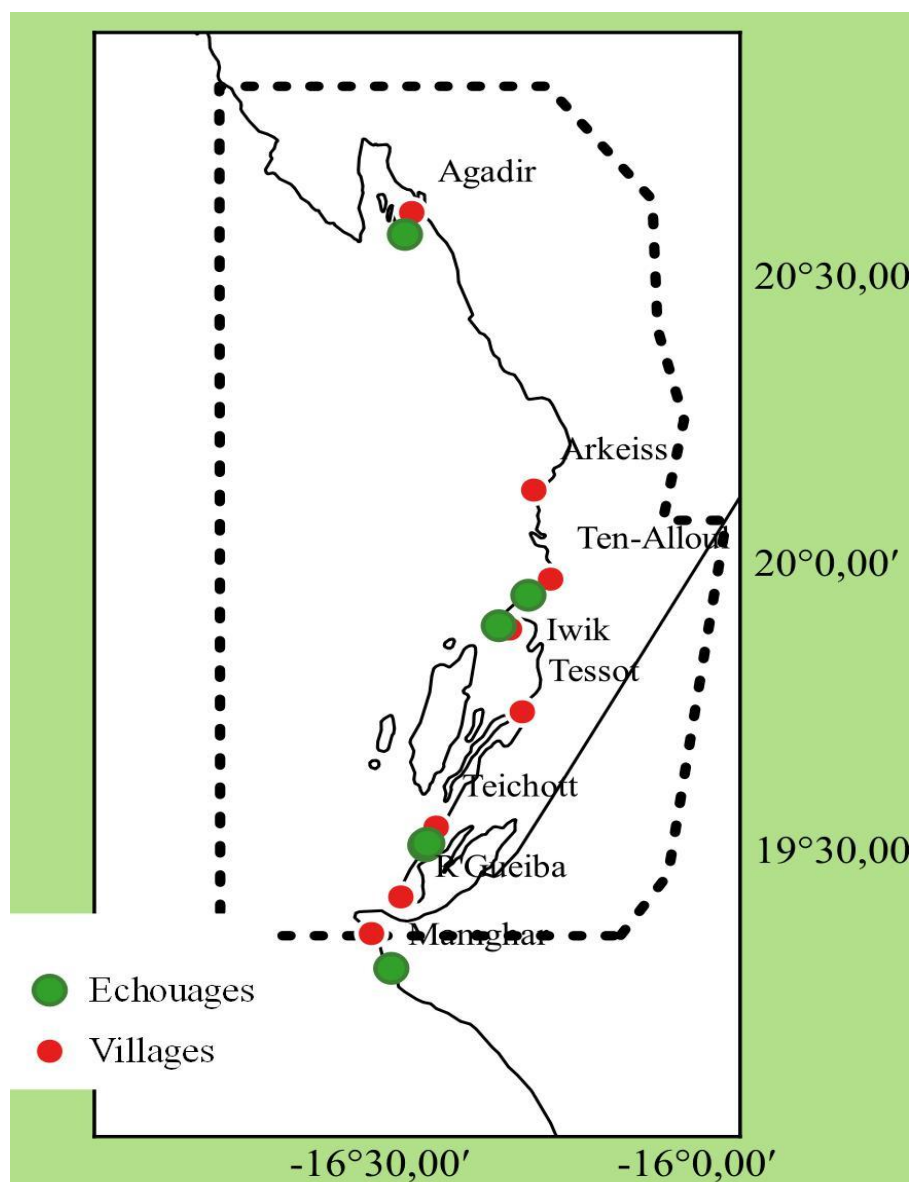 Agadir
20°30,00
Arkeiss
Ten-Alloul
20°0,00′
Iwik
Tessot
Teichott
19°30,00
R'Gueiba
Mamghar
Echouages
Villages
-16°30,00′
-16°0,00′